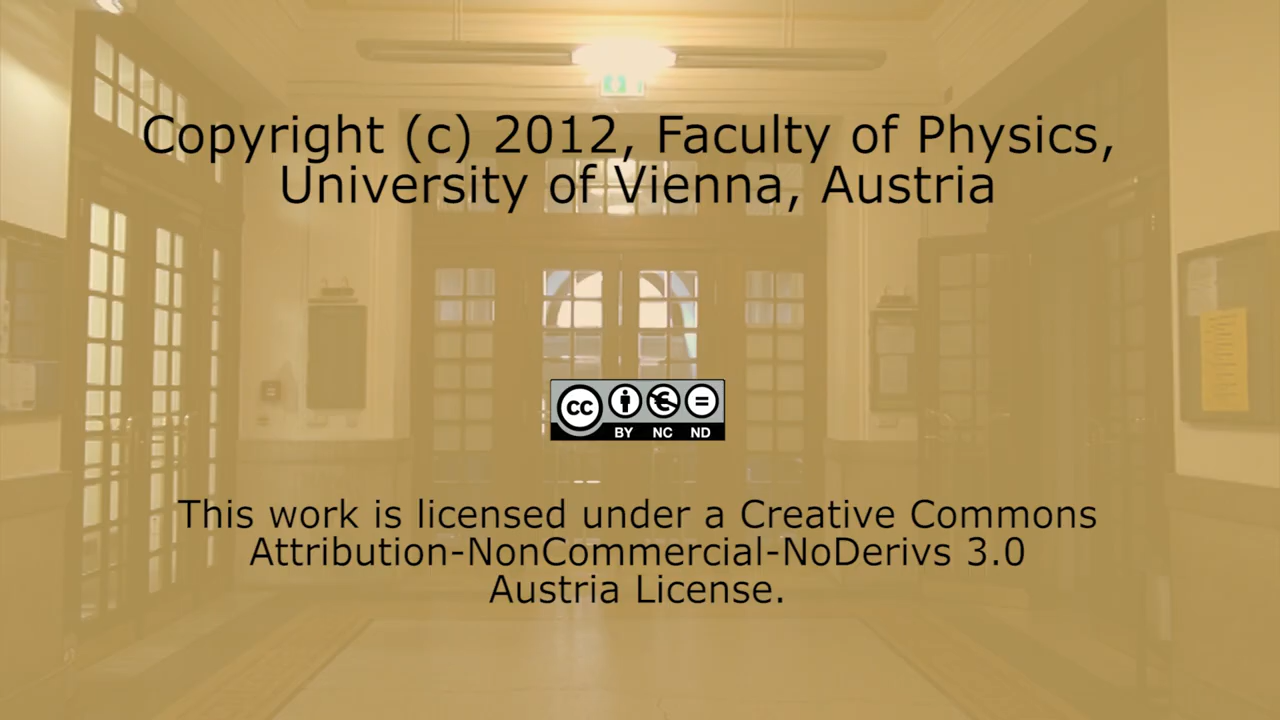 Copyright (c) 2012, Faculty of Physics,
University of Vienna, Austria
cc
BY NC ND
This work is licensed under a Creative Commons
Attribution-NonCommercial-NoDerivs 3.0
Austria License.